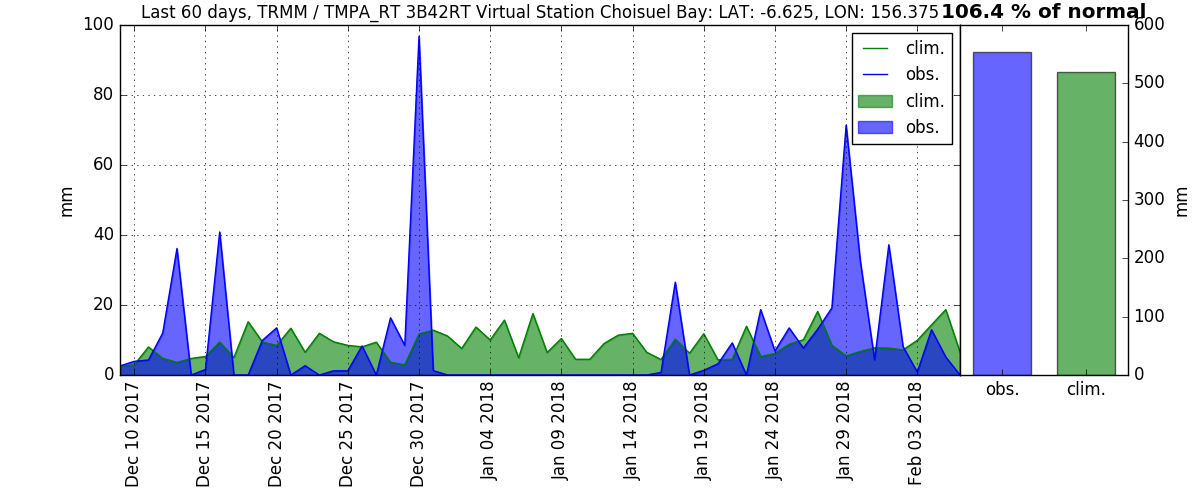 Last 60 days, TRMM / TMPA_RT 3B42RT Virtual Station Choisuel Bay: LAT: -6.625, LON: 156.375
106.4 % of normal
100
80
60
40
20
0
mm
clim.
obs.
clim.
obs.
Dec 10 2017
Dec 15 2017
Dec 20 2017
Dec 25 2017
Dec 30 2017
Jan 04 2018
Jan 09 2018
Jan 14 2018
Jan 19 2018
Jan 24 2018
Jan 29 2018
Feb 03 2018
600
500
400
300
200
100
0
mm
obs.
clim.